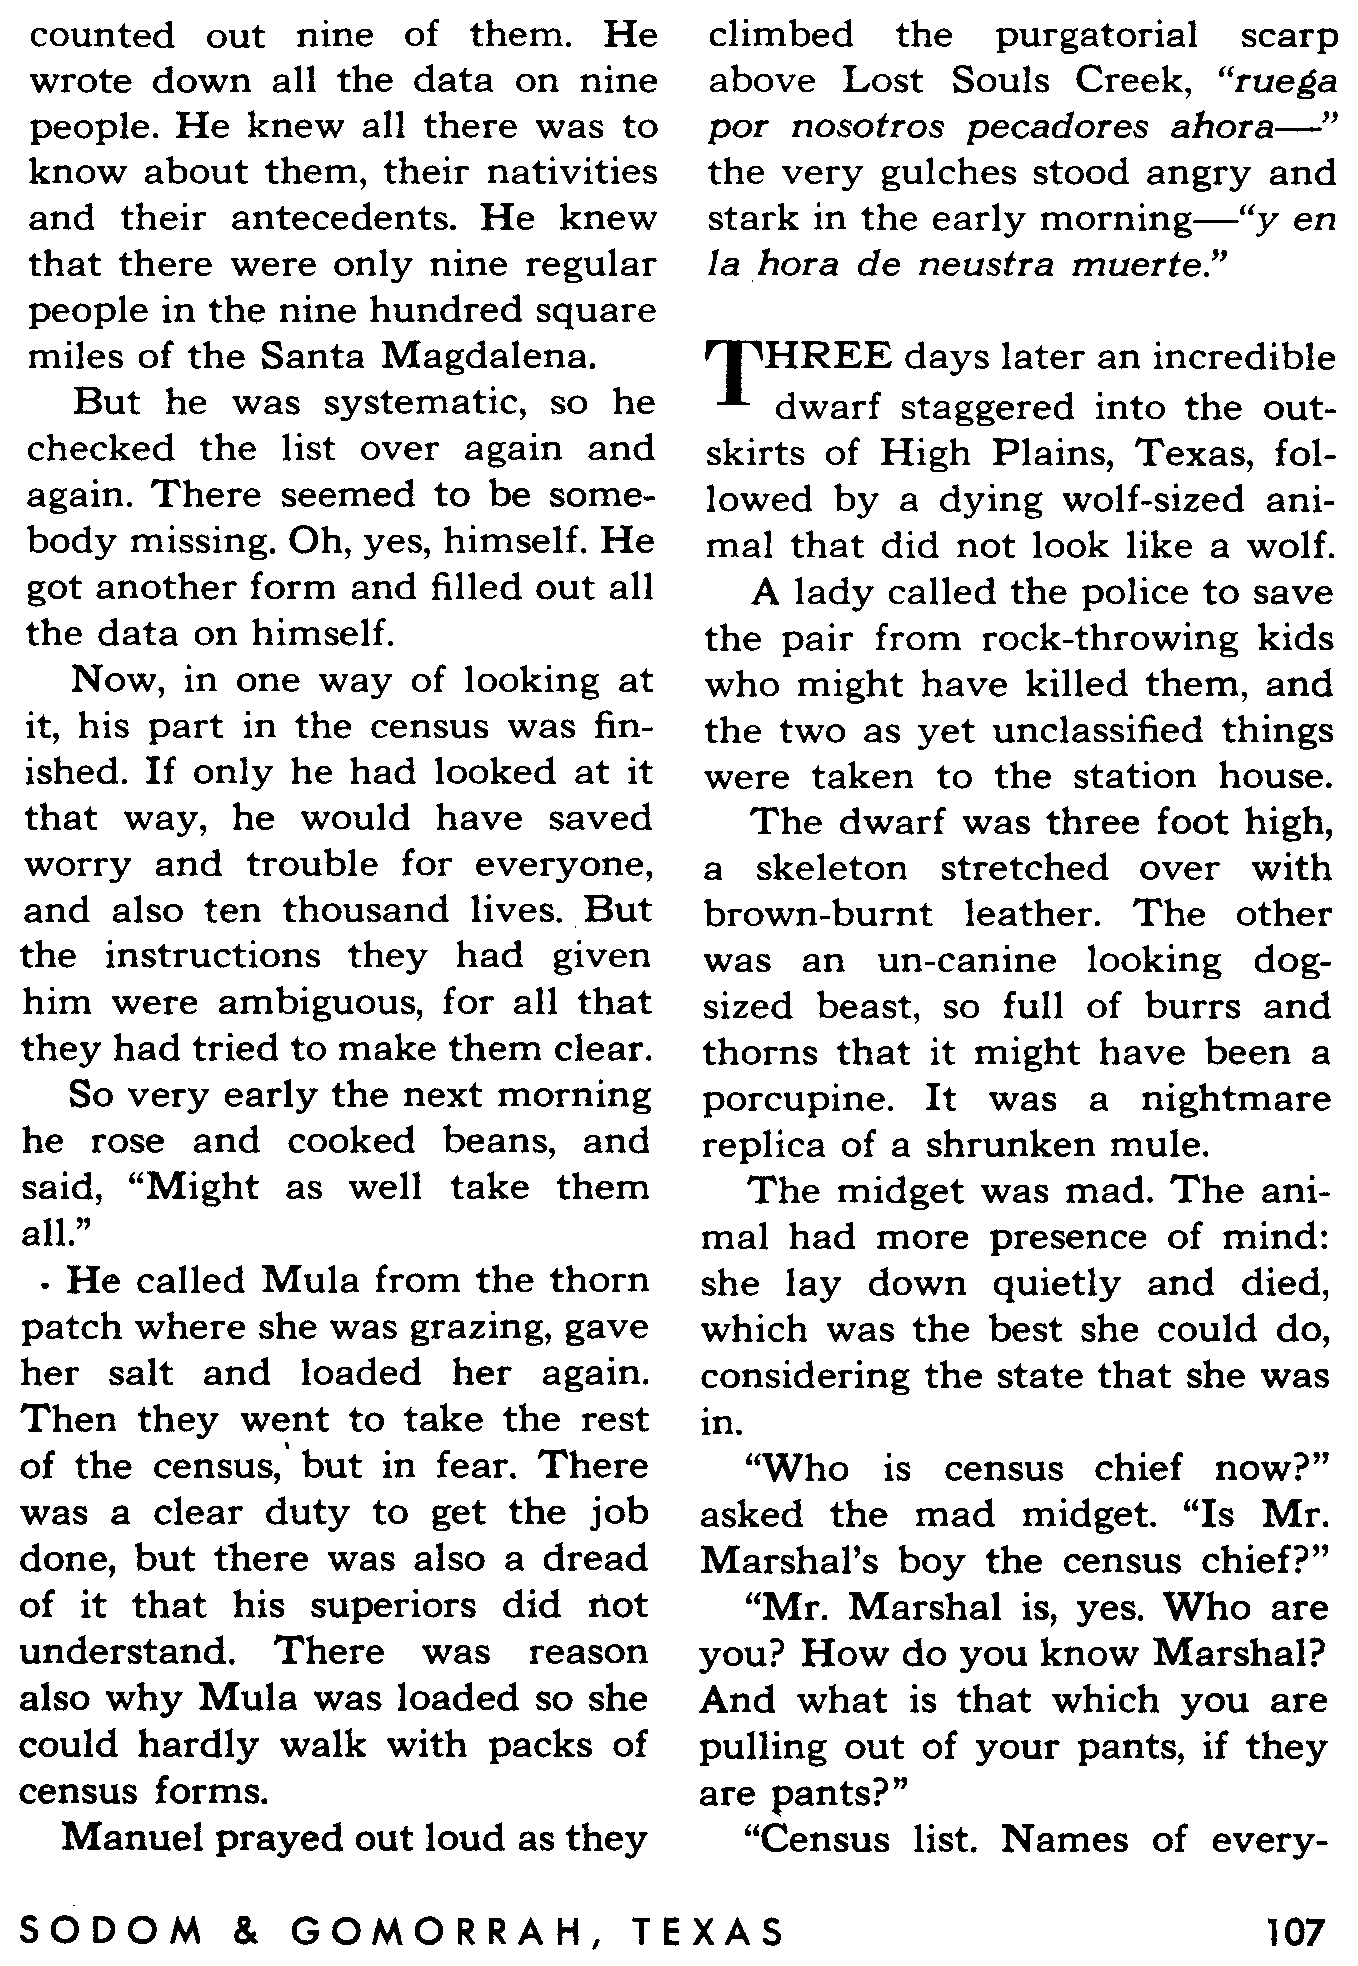 counted out nine of them. He
wrote down all the data on nine
people. He knew all there was to
know about them, their nativities
and their antecedents. He knew
that there were only nine regular
people in the nine hundred square
miles of the Santa Magdalena.
But he was systematic, so he
checked the list over again and
again. There seemed to be some-
body missing. Oh, yes, himself. He
got another form and filled out all
the data on himself.
Now, in one way of looking at
it, his part in the census was fin-
ished. If only he had looked at it
that way, he would have saved
worry and trouble for everyone,
and also ten thousand lives. But
the instructions they had given
him were ambiguous, for all that
they had tried to make them clear.
So very early the next morning
he rose and cooked beans, and
said, “Might as well take them
all.”
He called Mula from the thorn
patch where she was grazing, gave
her salt and loaded her again.
Then they went to take the rest
of the census, but in fear. There
was a clear duty to get the job
done, but there was also a dread
of it that his superiors did not
understand. There was reason
also why Mula was loaded so she
could hardly walk with packs of
census forms.
Manuel prayed out loud as they
climbed the purgatorial scarp
above Lost Souls Creek, “ruega
por nosotros pecadores ahora—”
the very gulches stood angry and
stark in the early morning—“y en
la hora de neustra muerte.”
THREE days later an incredible
dwarf staggered into the out-
skirts of High Plains, Texas, fol-
lowed by a dying wolf-sized ani-
mal that did not look like a wolf.
A lady called the police to save
the pair from rock-throwing kids
who might have killed them, and
the two as yet unclassified things
were taken to the station house.
The dwarf was three foot high,
a skeleton stretched over with
brown-burnt leather. The other
was an un-canine looking dog-
sized beast, so full of burrs and
thorns that it might have been a
porcupine. It was a nightmare
replica of a shrunken mule.
The midget was mad. The ani-
mal had more presence of mind:
she lay down quietly and died,
which was the best she could do,
considering the state that she was
in.
“Who is census chief now?”
asked the mad midget. “Is Mr.
Marshal’s boy the census chief?”
“Mr. Marshal is, yes. Who are
you? How do you know Marshal?
And what is that which you are
pulling out of your pants, if they
are pants?”
“Census list. Names of every-
SODOM & GOMORRAH, TEXAS 107